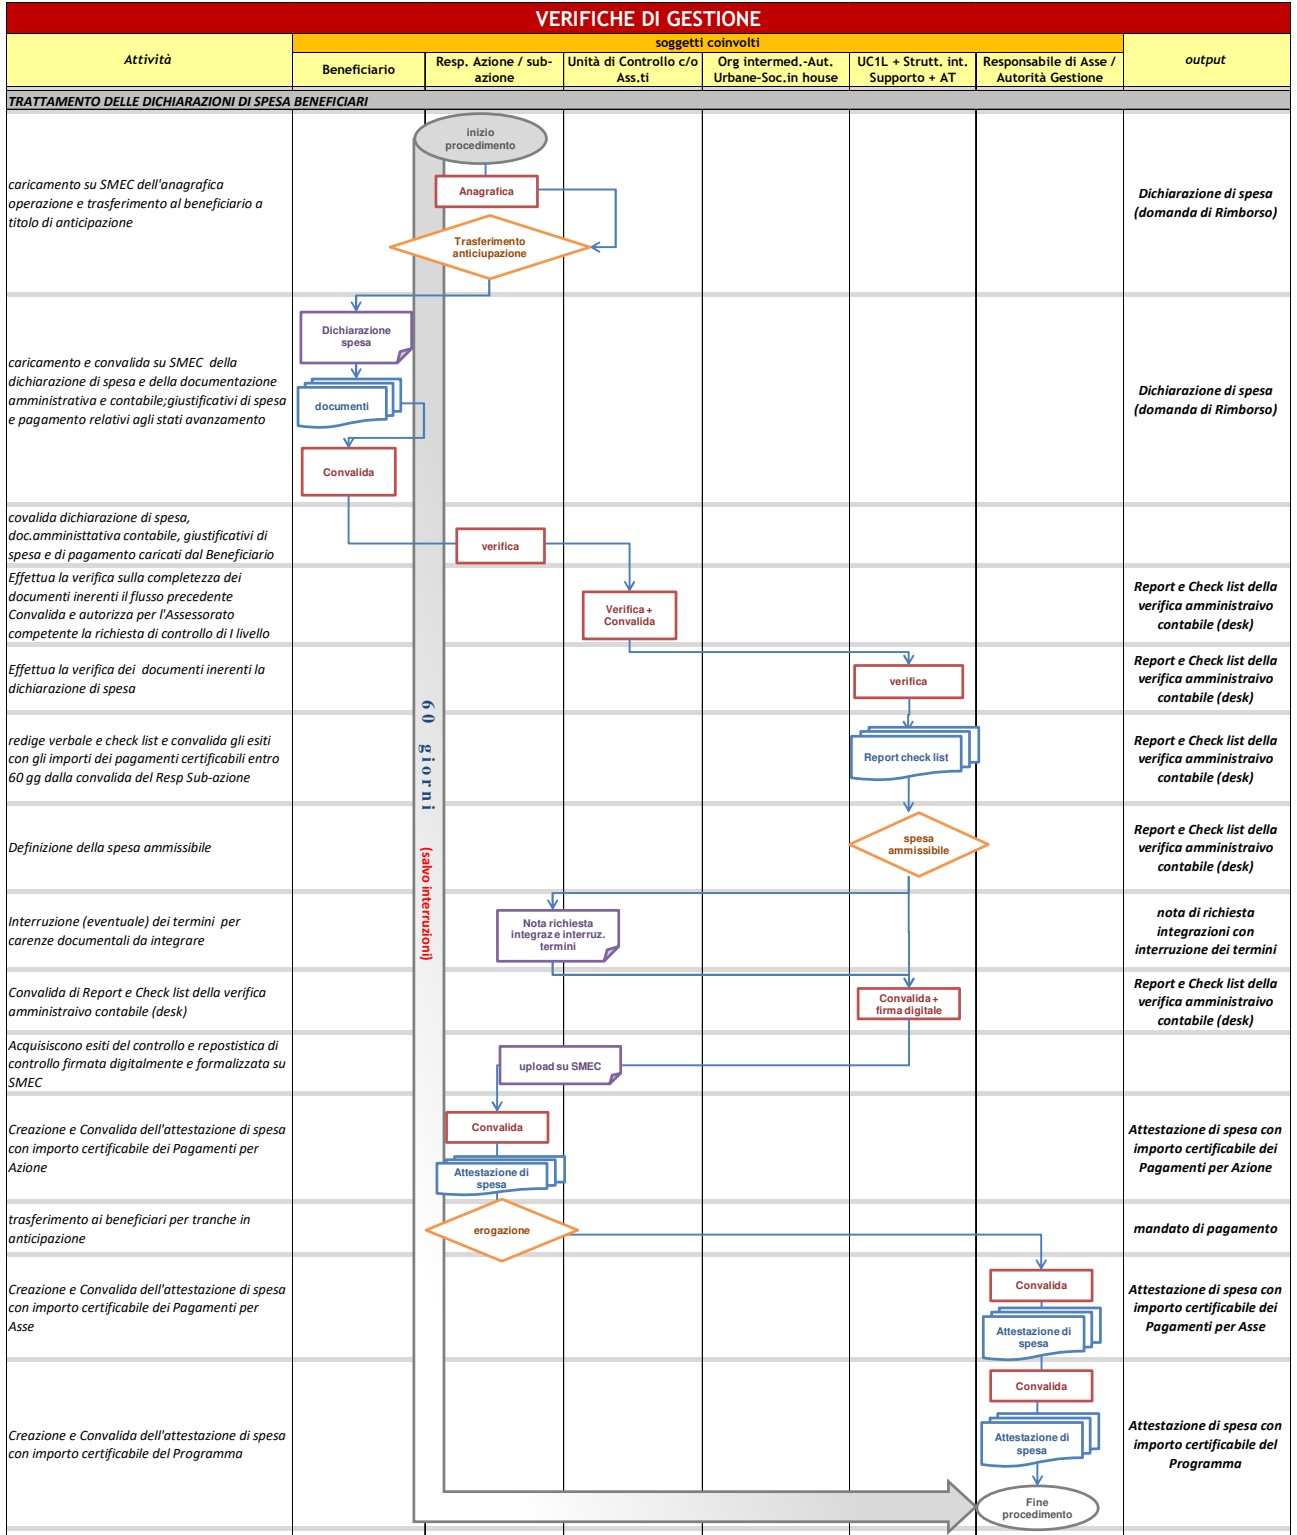 VERIFICHE DI GESTIONE
Attività
soggetti coinvolti
output
Beneficiario
Resp. Azione / sub-
azione
Unità di Controllo c/o
Ass.ti
Org intermed.-Aut.
Urbane-Soc.in house
UC1L + Strutt. int.
Supporto + AT
Responsabile di Asse /
Autorità Gestione
TRATTAMENTO DELLE DICHIARAZIONI DI SPESA BENEFICIARI
inizio
procedimento
caricamento su SMEC dell'anagrafica
operazione e trasferimento al beneficiario a
titolo di anticipazione
Anagrafica
Trasferimento
anticiupazione
Dichiarazione di spesa
(domanda di Rimborso)
caricamento e convalida su SMEC della
dichiarazione di spesa e della documentazione
amministrativa e contabile;giustificativi di spesa
e pagamento relativi agli stati avanzamento
Dichiarazione
spesa
documenti
Convalida
Dichiarazione di spesa
(domanda di Rimborso)
covalida dichiarazione di spesa,
doc.amministtativa contabile, giustificativi di
spesa e di pagamento caricati dal Beneficiario
verifica
Effettua la verifica sulla completezza dei
documenti inerenti il flusso precedente
Convalida e autorizza per l'Assessorato
competente la richiesta di controllo di I livello
Verifica +
Convalida
Report e Check list della
verifica amministraivo
contabile (desk)
Effettua la verifica dei documenti inerenti la
dichiarazione di spesa
verifica
Report e Check list della
verifica amministraivo
contabile (desk)
60 giorni
(salvo interruzioni)
redige verbale e check list e convalida gli esiti
con gli importi dei pagamenti certificabili entro
60 gg dalla convalida del Resp Sub-azione
Report check list
Report e Check list della
verifica amministraivo
contabile (desk)
Definizione della spesa ammissibile
spesa
ammissibile
Report e Check list della
verifica amministraivo
contabile (desk)
Interruzione (eventuale) dei termini per
carenze documentali da integrare
Nota richiesta
integraz e interruz.
termini
nota di richiesta
integrazioni con
interruzione dei termini
Convalida di Report e Check list della verifica
amministraivo contabile (desk)
Convalida +
firma digitale
Report e Check list della
verifica amministraivo
contabile (desk)
Acquisiscono esiti del controllo e repostistica di
controllo firmata digitalmente e formalizzata su
SMEC
upload su SMEC
Creazione e Convalida dell'attestazione di spesa
con importo certificabile dei Pagamenti per
Azione
Convalida
Attestazione di
spesa
Attestazione di spesa con
importo certificabile dei
Pagamenti per Azione
trasferimento ai beneficiari per tranche in
anticipazione
erogazione
mandato di pagamento
Creazione e Convalida dell'attestazione di spesa
con importo certificabile dei Pagamenti per
Asse
Convalida
Attestazione di
spesa
Attestazione di spesa con
importo certificabile dei
Pagamenti per Asse
Creazione e Convalida dell'attestazione di spesa
con importo certificabile del Programma
Convalida
Attestazione di
spesa
Attestazione di spesa con
importo certificabile del
Programma
Fine
procedimento